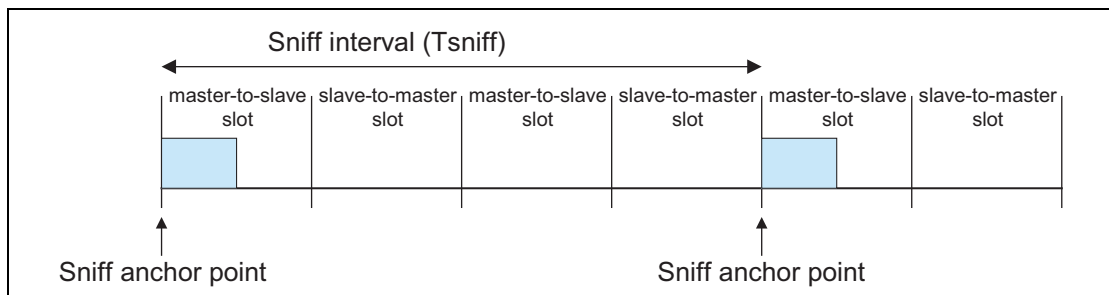 Sniff interval (Tsniff)
master-to-slave slot
slave-to-master slot
master-to-slave slot
slave-to-master slot
master-to-slave slot
slave-to-master slot
Sniff anchor point
Sniff anchor point